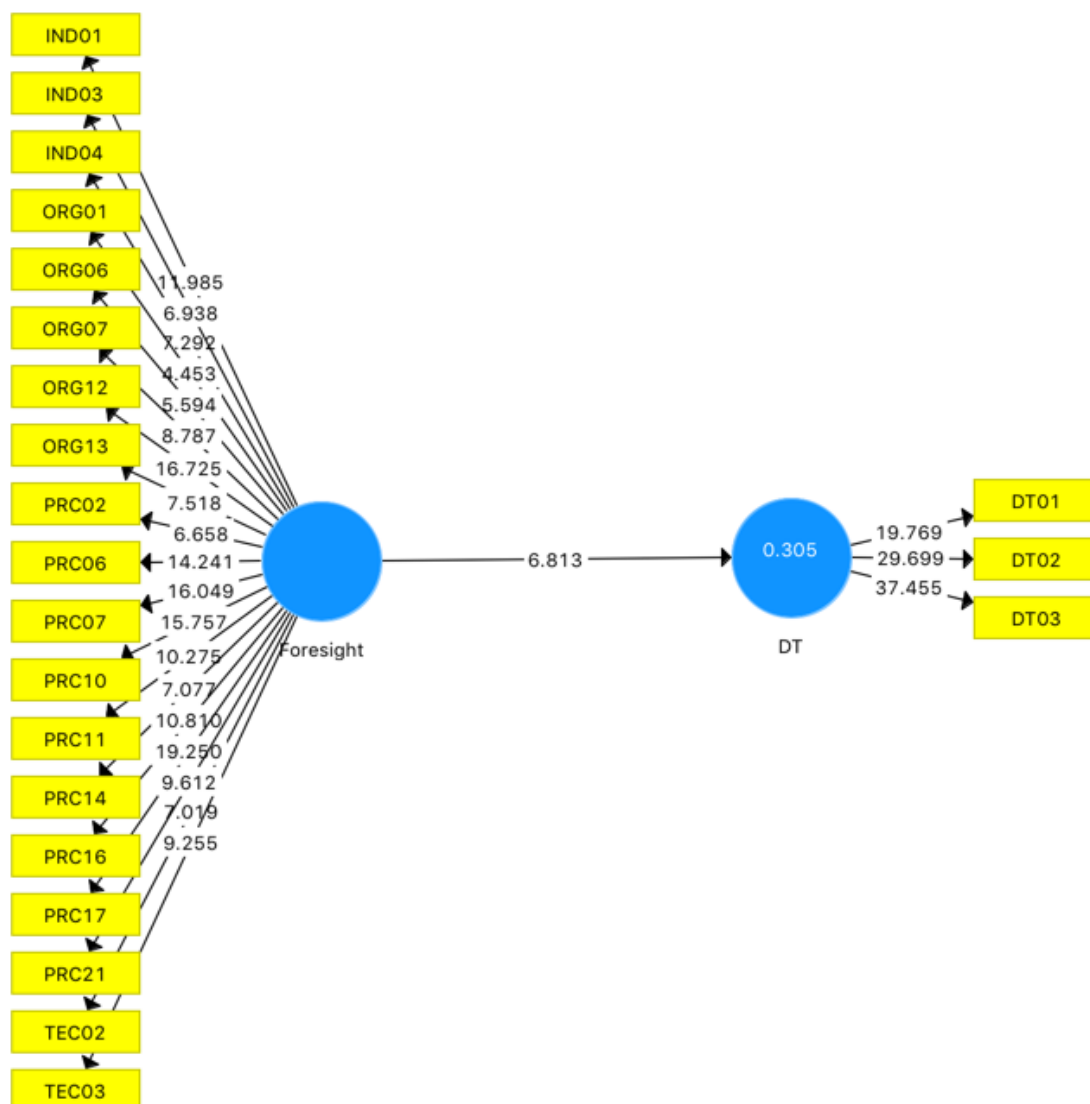 IND01
IND03
IND04
ORG01
ORG06
ORG07
ORG12
ORG13
PRC02
PRC06
PRC07
PRC10
PRC11
PRC14
PRC16
PRC17
PRC21
TEC02
TEC03
11.985
6.938
7.292
4.453
5.594
8.787
16.725
7.518
6.658
14.241
16.049
15.757
10.275
7.077
10.810
19.250
9.612
7.019
9.255
Foresight
6.813
0.305
DT
19.769
29.699
37.455
DT01
DT02
DT03